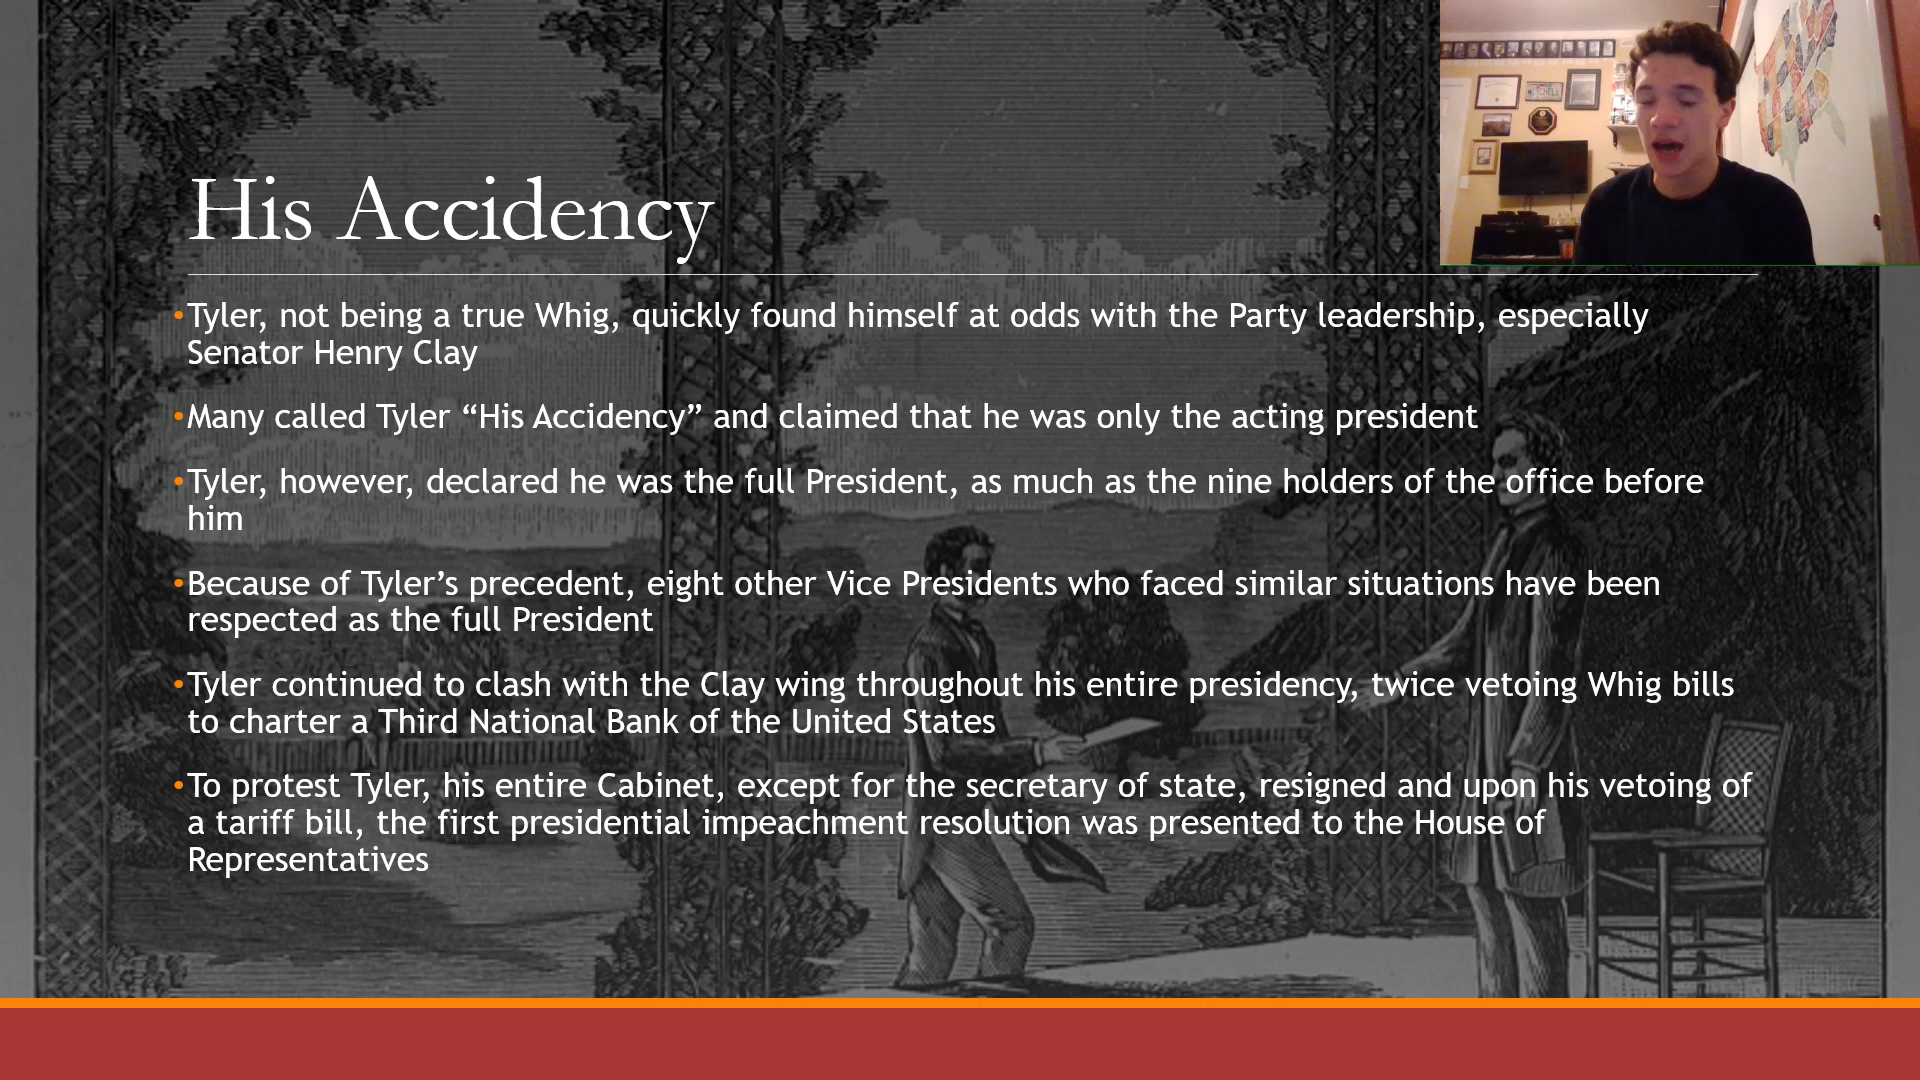 His Accidency
MITCHELL
•Tyler, not being a true Whig, quickly found himself at odds with the Party leadership, especially
Senator Henry Clay
•Many called Tyler “His Accidency” and claimed that he was only the acting president
•Tyler, however, declared he was the full President, as much as the nine holders of the office before
him
•Because of Tyler’s precedent, eight other Vice Presidents who faced similar situations have been
respected as the full President
•Tyler continued to clash with the Clay wing throughout his entire presidency, twice vetoing Whig bills
to charter a Third National Bank of the United States
•To protest Tyler, his entire Cabinet, except for the secretary of state, resigned and upon his vetoing of
a tariff bill, the first presidential impeachment resolution was presented to the House of
Representatives